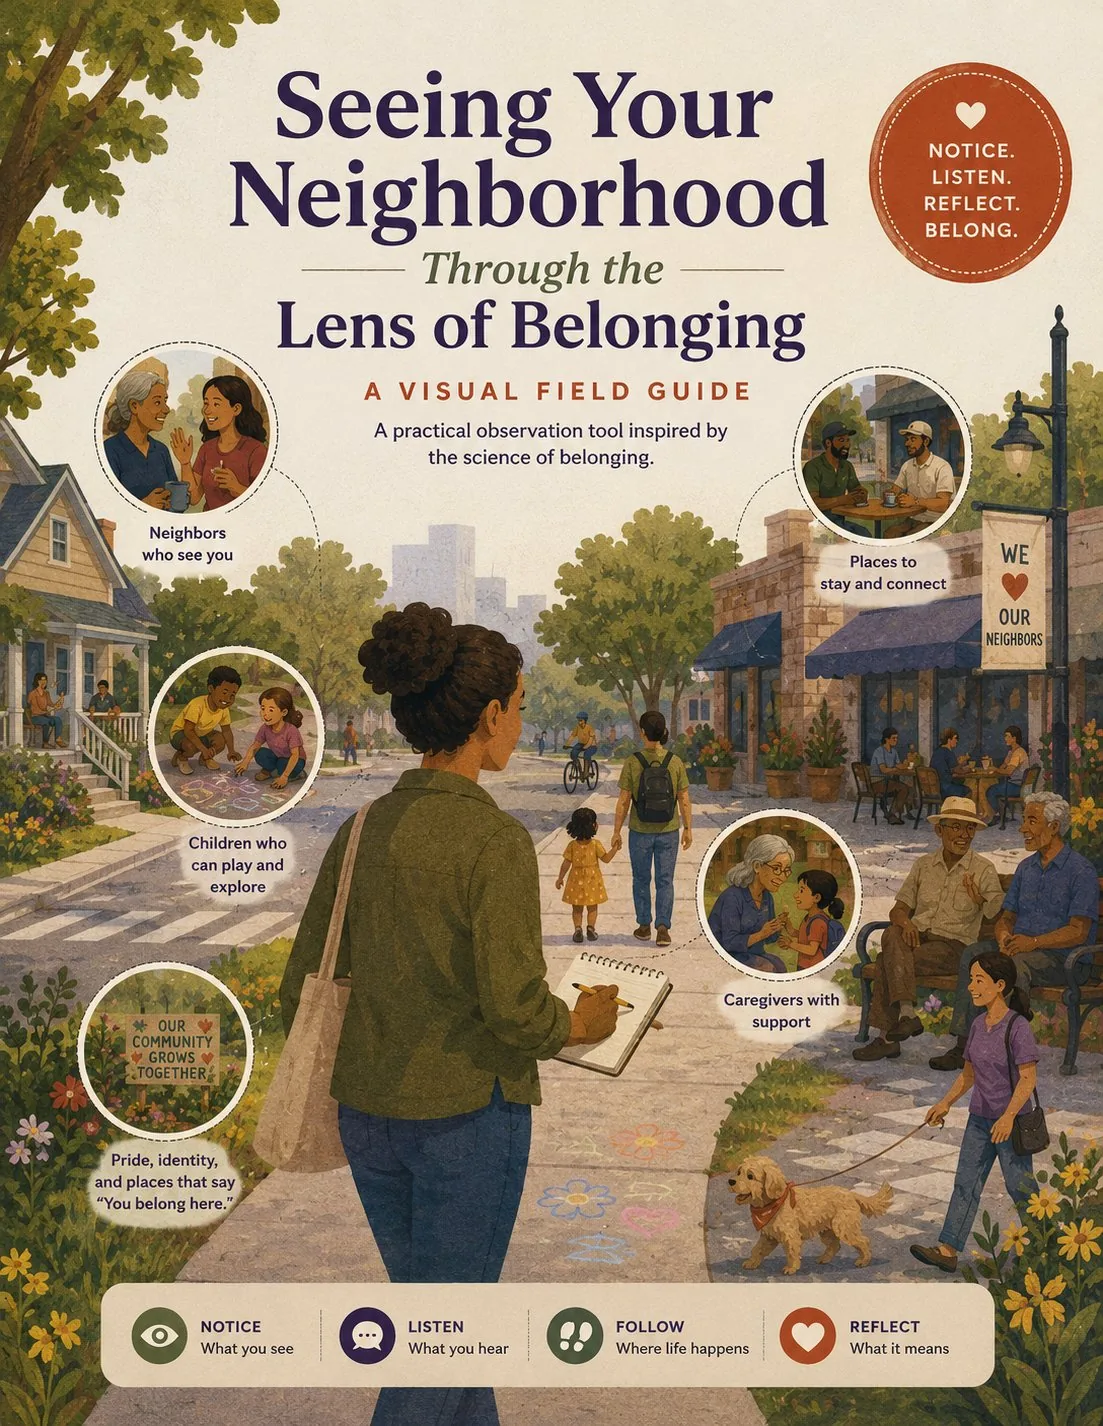 Seeing Your
Neighborhood
Through the
Lens of Belonging
A VISUAL FIELD GUIDE
A practical observation tool inspired by
the science of belonging.
NOTICE.
LISTEN.
REFLECT.
BELONG.
Neighbors
who see you
Places to
stay and connect
WE
OUR
NEIGHBORS
Children who
can play and
explore
Caregivers with
support
OUR
COMMUNITY
GROWS
TOGETHER
Pride, identity,
and places that say
“You belong here.”
NOTICE
What you see
LISTEN
What you hear
FOLLOW
Where life happens
REFLECT
What it means